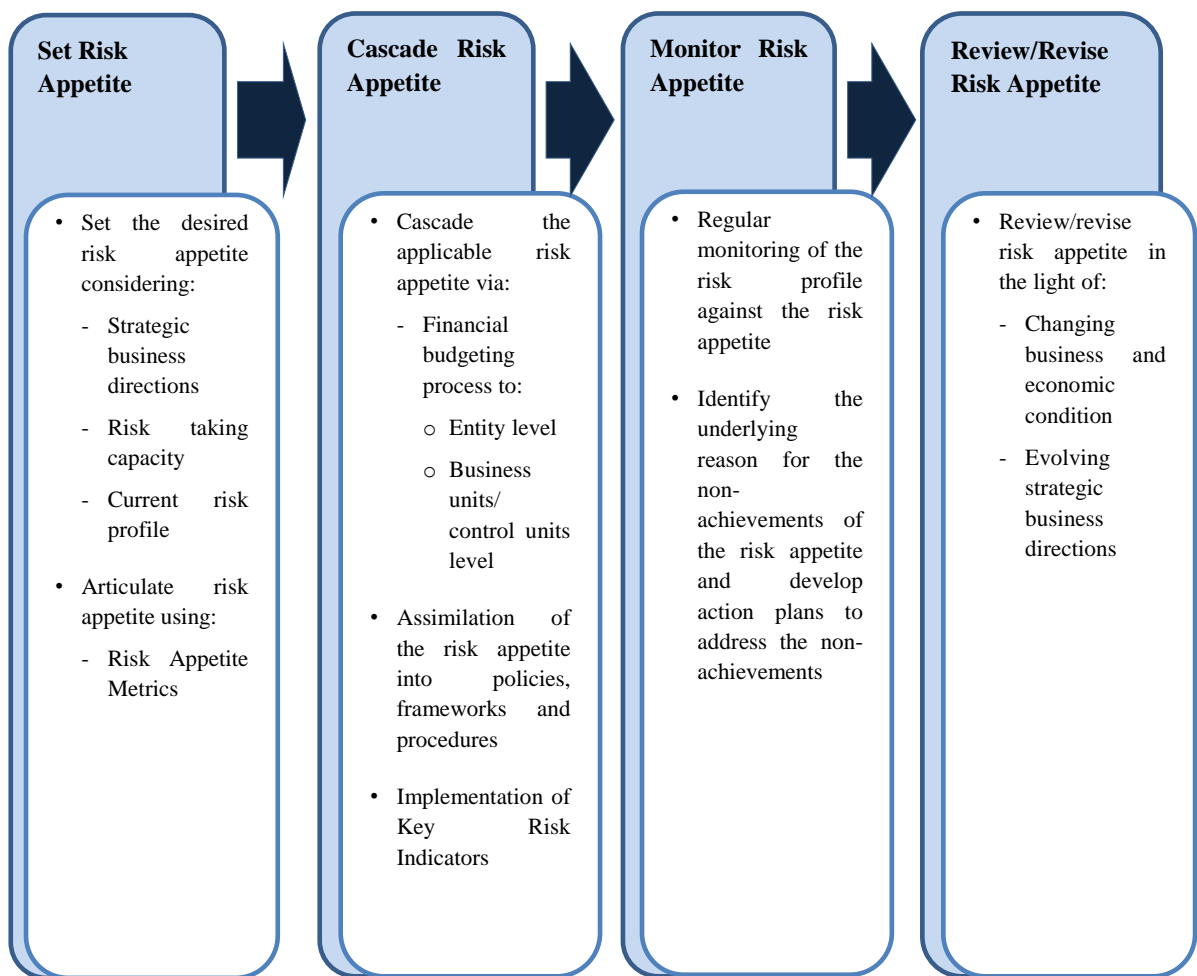 Set Risk
Appetite
• Set the desired
risk appetite
considering:
- Strategic
business
directions
- Risk taking
capacity
- Current risk
profile
• Articulate risk
appetite using:
- Risk Appetite
Metrics
Cascade Risk
Appetite
• Cascade the
applicable risk
appetite via:
- Financial
budgeting
process to:
o Entity level
o Business
units/
control units
level
• Assimilation of
the risk appetite
into policies,
frameworks and
procedures
• Implementation of
Key Risk
Indicators
Monitor Risk
Appetite
• Regular
monitoring of the
risk profile
against the risk
appetite
• Identify the
underlying
reason for the
non-
achievements of
the risk appetite
and develop
action plans to
address the non-
achievements
Review/Revise
Risk Appetite
• Review/revise
risk appetite in
the light of:
- Changing
business and
economic
condition
- Evolving
strategic
business
directions